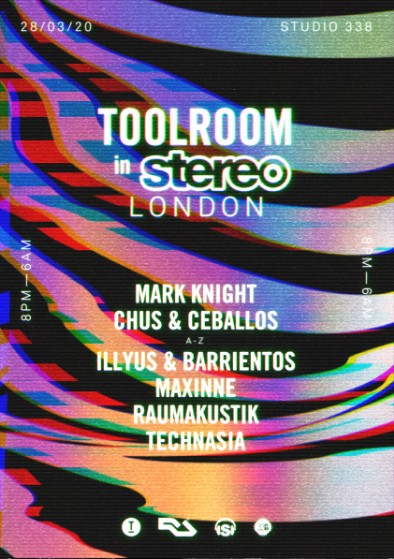 28/03/20
STUDIO 338
TOOLROOM
in stereo
LONDON
8PM—6AM
8PM—6AM
MARK KNIGHT
CHUS & CEBALLOS
A-Z
ILLYUS & BARRIENTOS
MAXINNE
RAUMAKUSTIK
TECHNASIA